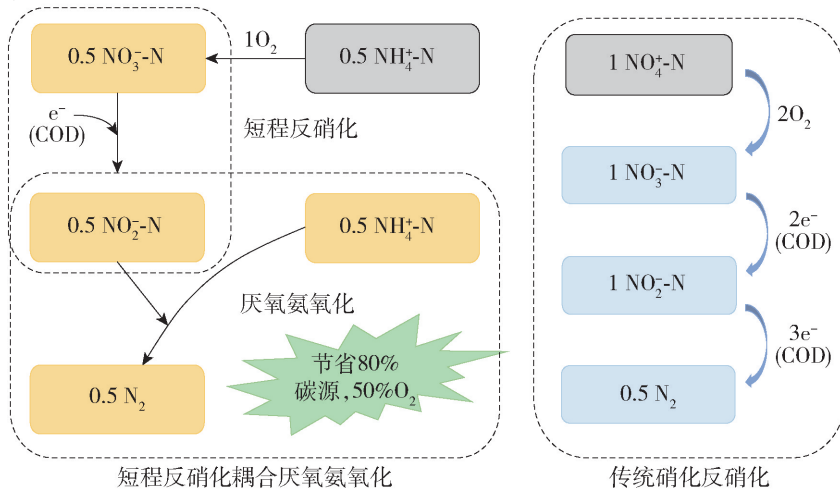 0.5 NO₃⁻-N
1O₂
0.5 NH₄⁺-N
e⁻
(COD)
短程反硝化
0.5 NO₂⁻-N
0.5 NH₄⁺-N
厌氧氨氧化
节省80%
碳源,50%O₂
0.5 N₂
短程反硝化耦合厌氧氨氧化
1 NO₄⁺-N
2O₂
1 NO₃⁻-N
2e⁻
(COD)
1 NO₂⁻-N
3e⁻
(COD)
0.5 N₂
传统硝化反硝化